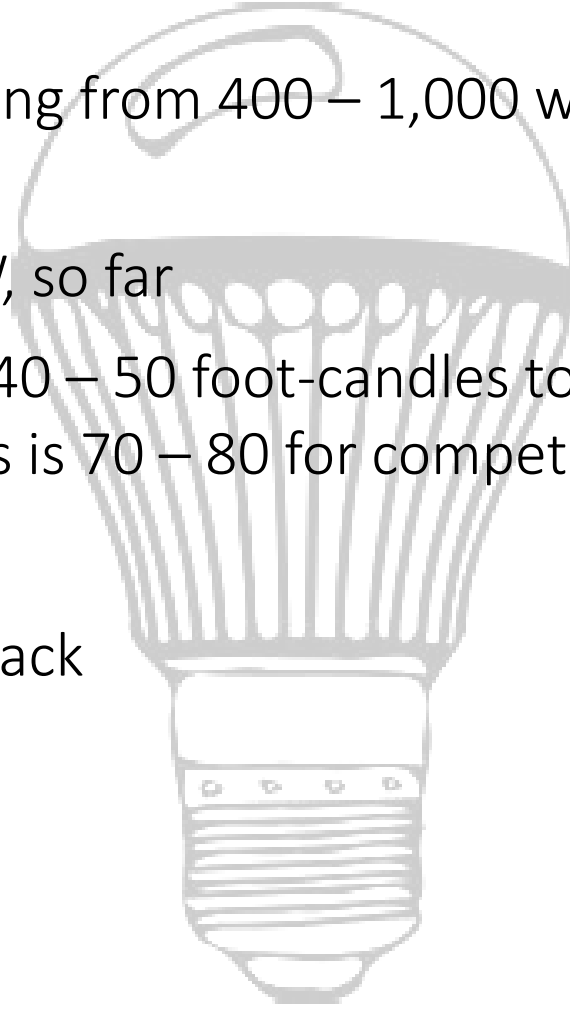 ng from 400 – 1,000 w
, so far
40 – 50 foot-candles to
s is 70 – 80 for compet
ack